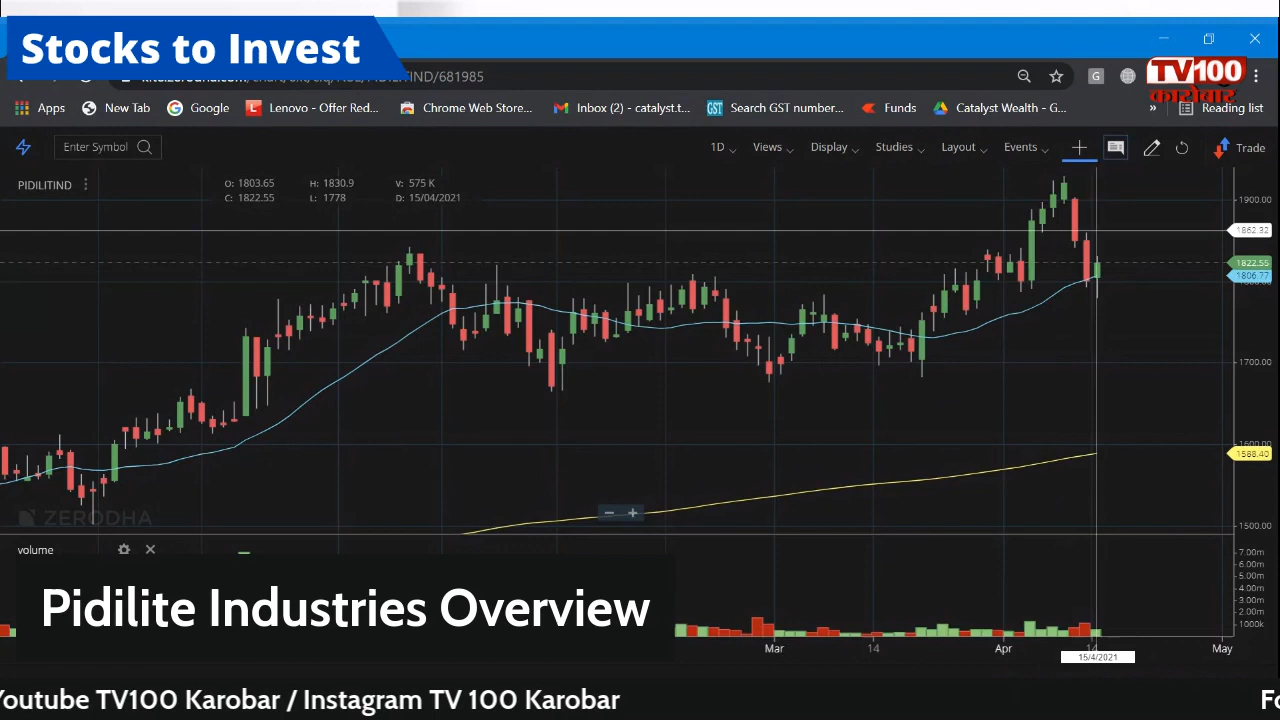 Stocks to Invest
IND/681985
TV100
कारोबार
Apps
New Tab
Google
Lenovo - Offer Red...
Chrome Web Store...
Inbox (2) - catalyst.t...
GST
Search GST number...
Funds
Catalyst Wealth - G...
»
Reading list
Enter Symbol
1D
Views
Display
Studies
Layout
Events
Trade
PIDILITIND
O: 1803.65 H: 1830.9 V: 575 K
C: 1822.55 L: 1778 D: 15/04/2021
1900.00
1862.32
1822.55
1806.77
1700.00
1600.00
1588.40
1500.00
ZERODHA
volume
7.00m
6.00m
5.00m
4.00m
3.00m
2.00m
1000k
Pidilite Industries Overview
Mar
14
Apr
May
15/4/2021
Youtube TV100 Karobar / Instagram TV 100 Karobar